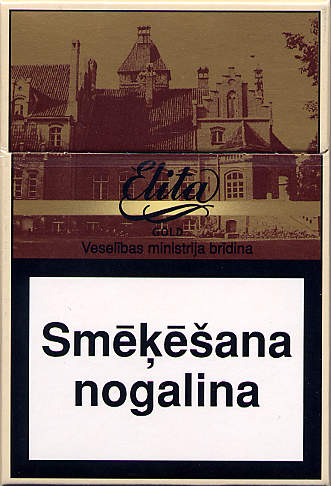 Elita
GOLD
Veselības ministrija brīdina
Smēķēšana
nogalina